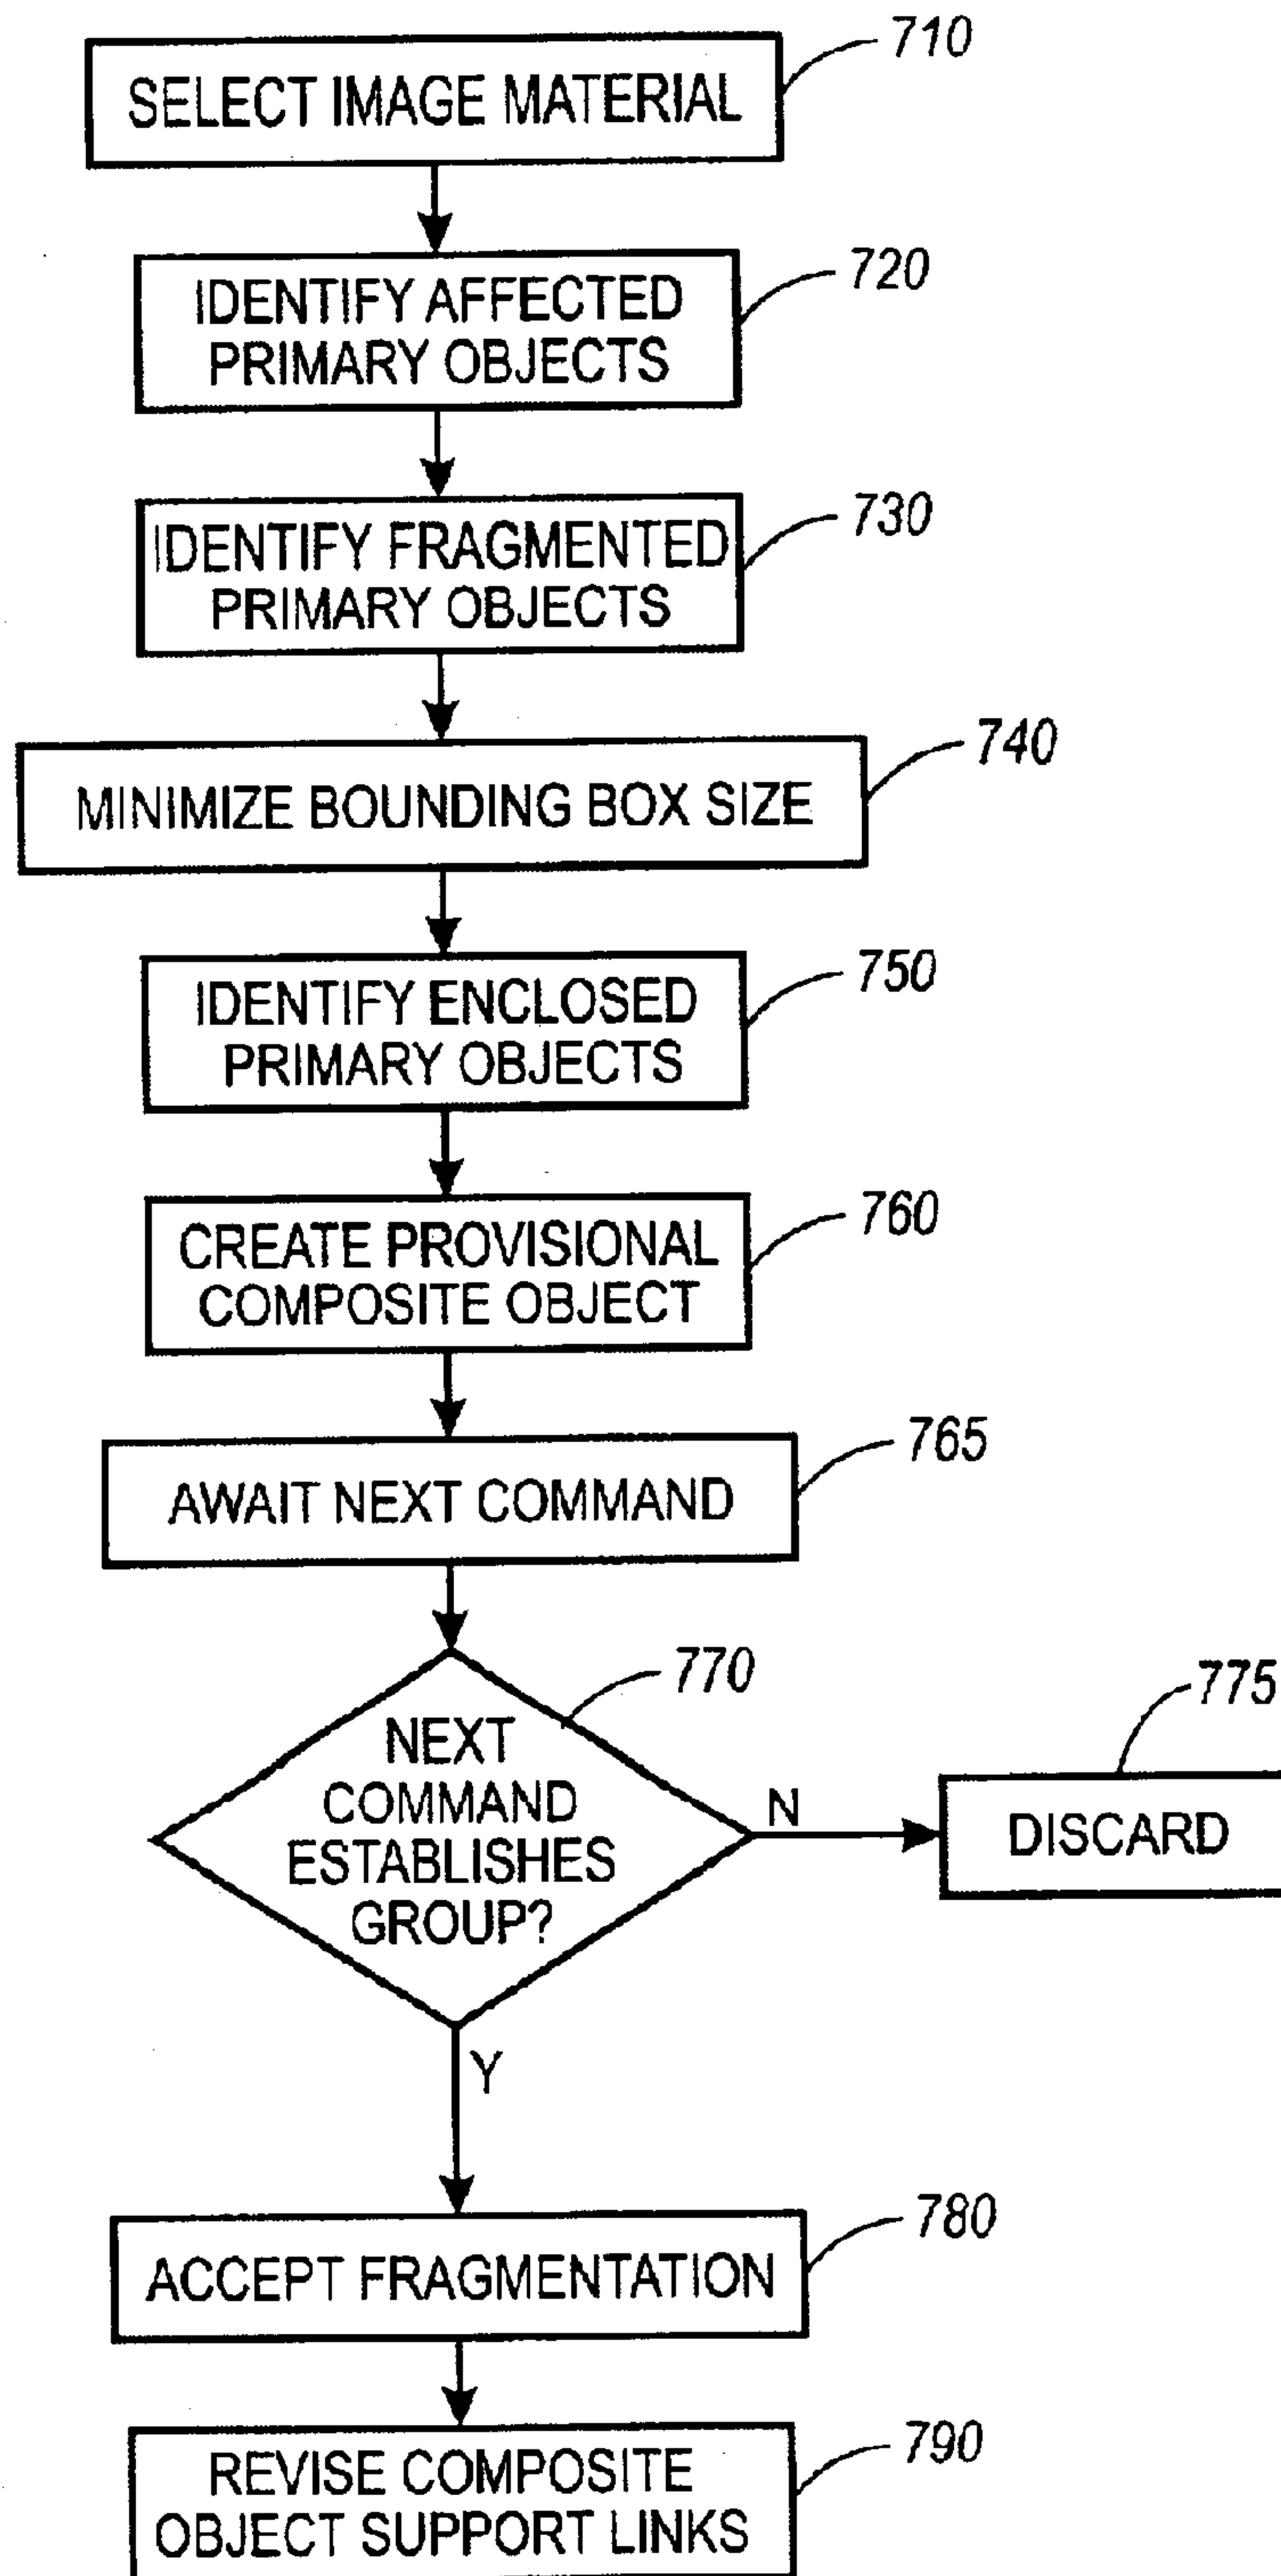 710
SELECT IMAGE MATERIAL
720
IDENTIFY AFFECTED
PRIMARY OBJECTS
730
IDENTIFY FRAGMENTED
PRIMARY OBJECTS
740
MINIMIZE BOUNDING BOX SIZE
750
IDENTIFY ENCLOSED
PRIMARY OBJECTS
760
CREATE PROVISIONAL
COMPOSITE OBJECT
765
AWAIT NEXT COMMAND
770
NEXT
COMMAND
ESTABLISHES
GROUP?
N
775
DISCARD
Y
780
ACCEPT FRAGMENTATION
790
REVISE COMPOSITE
OBJECT SUPPORT LINKS